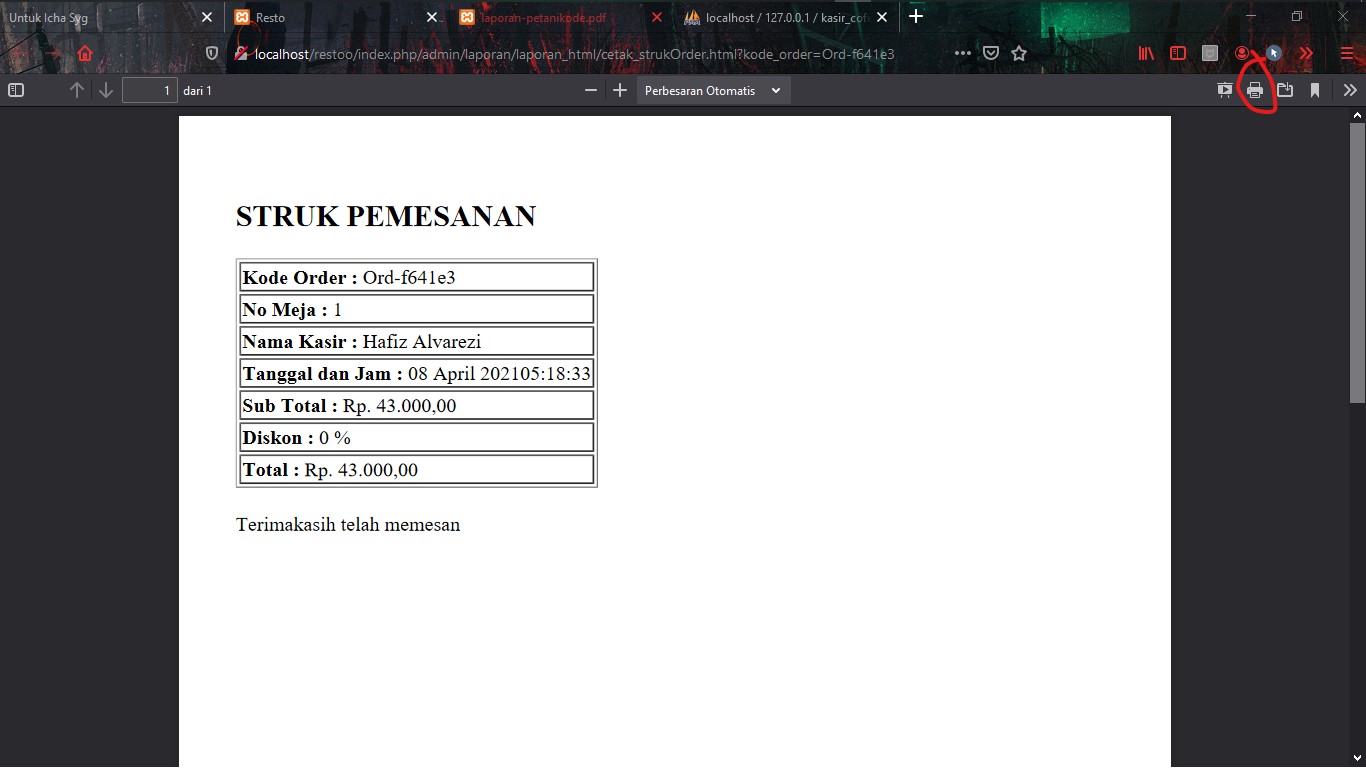 Untuk Icha Syg
Resto
laporan-petanikode.pdf
localhost / 127.0.0.1 / kasir_cof
localhost/restoo/index.php/admin/laporan/laporan_html/cetak_strukOrder.html?kode_order=Ord-f641e3
1 dari 1
Perbesaran Otomatis
STRUK PEMESANAN
Kode Order : Ord-f641e3
No Meja : 1
Nama Kasir : Hafiz Alvarezi
Tanggal dan Jam : 08 April 202105:18:33
Sub Total : Rp. 43.000,00
Diskon : 0 %
Total : Rp. 43.000,00
Terimakasih telah memesan